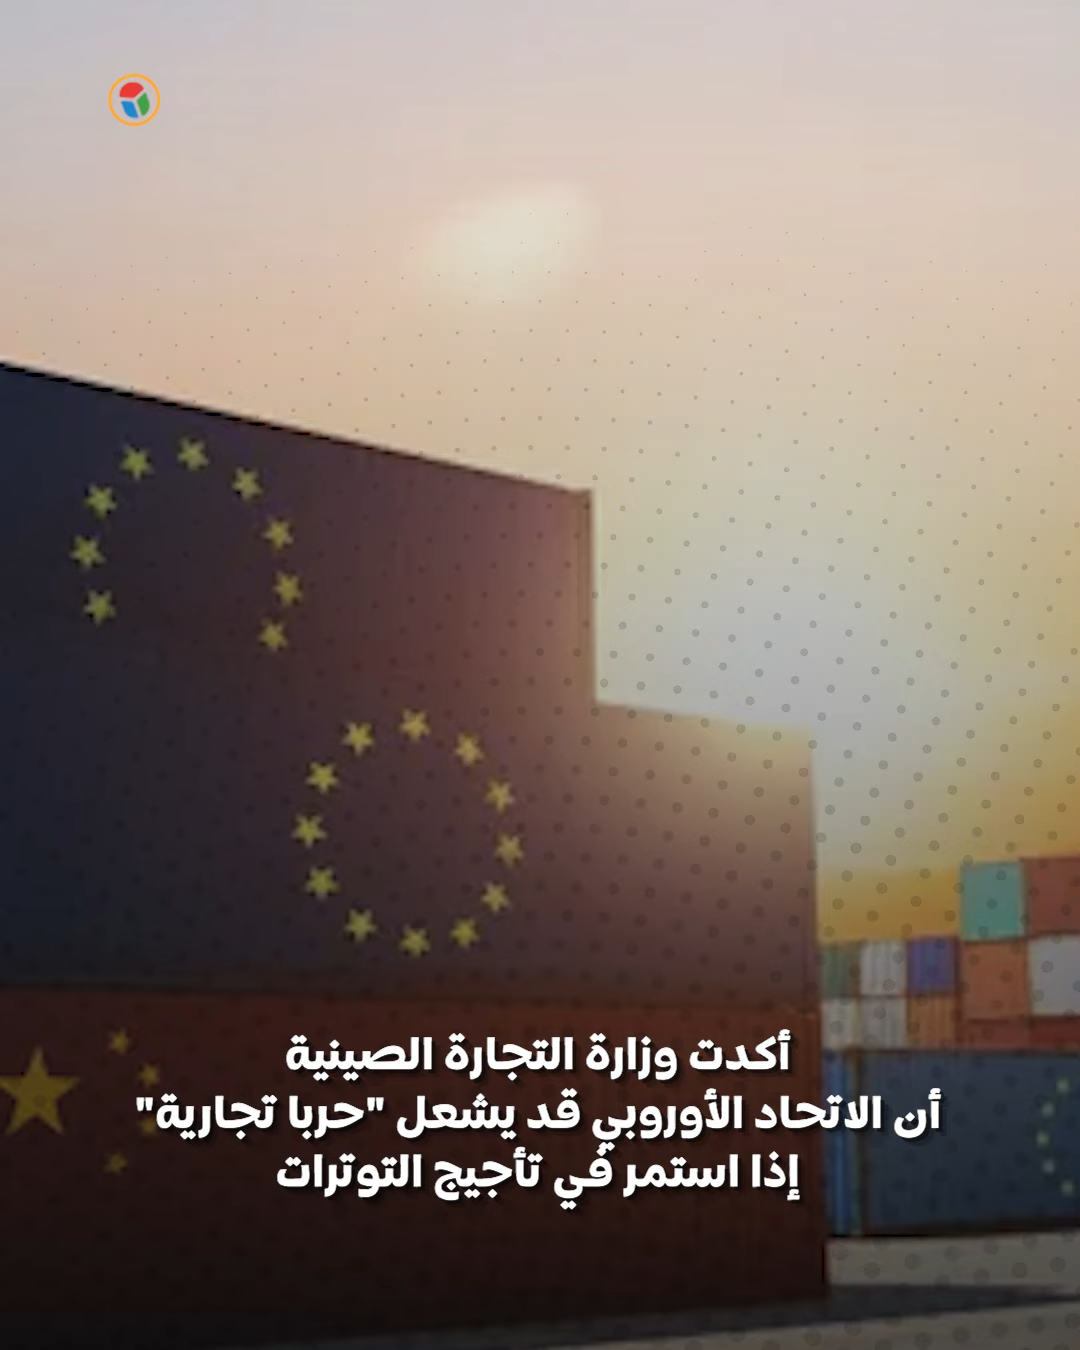 أكدت وزارة التجارة الصينية
أن الاتحاد الأوروبي قد يشعل "حربا تجارية"
إذا استمر في تأجيج التوترات